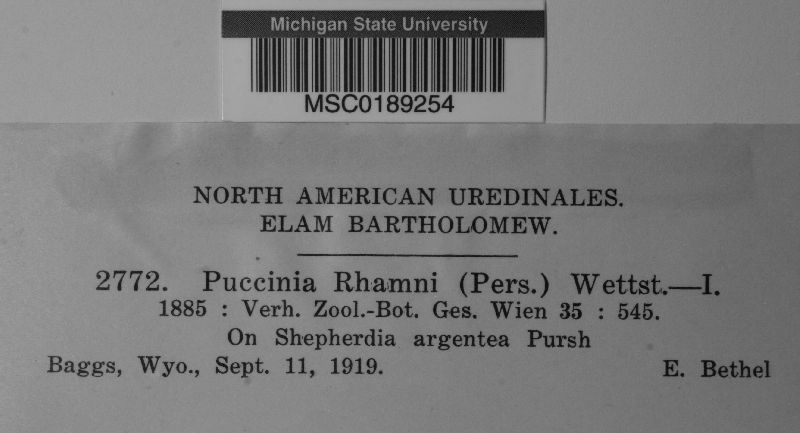 Michigan State University
MSC0189254
NORTH AMERICAN UREDINALES.
ELAM BARTHOLOMEW.
2772. Puccinia Rhamni (Pers.) Wettst.—I.
1885 : Verh. Zool.-Bot. Ges. Wien 35 : 545.
On Shepherdia argentea Pursh
Baggs, Wyo., Sept. 11, 1919. E. Bethel